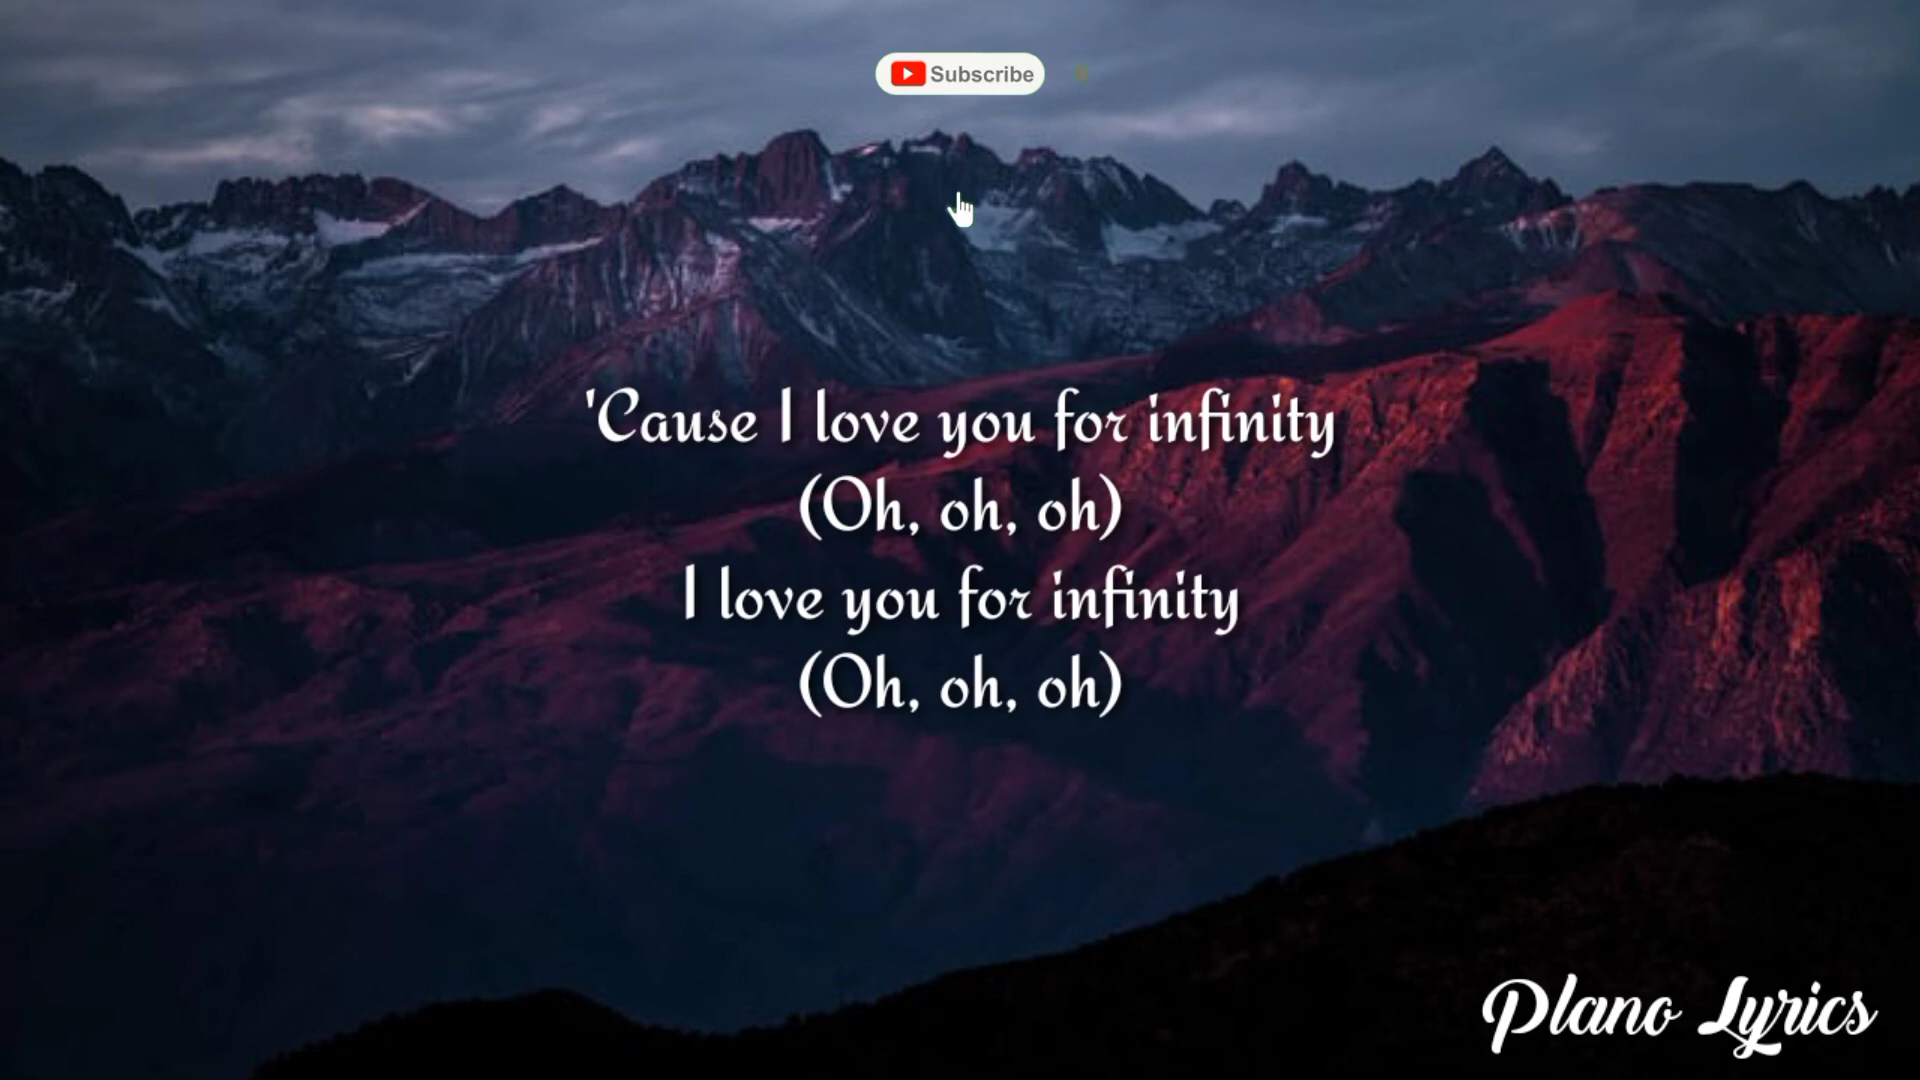 Subscribe
'Cause I love you for infinity
(Oh, oh, oh)
I love you for infinity
(Oh, oh, oh)
Plano Lyrics